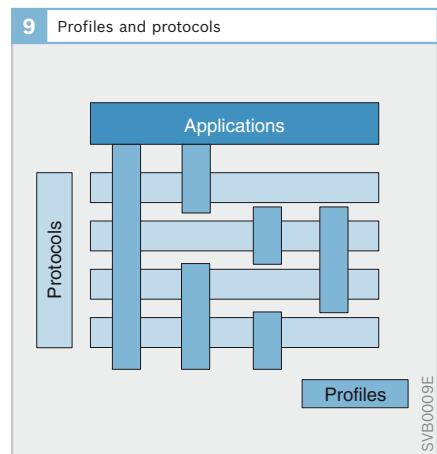 9 Profiles and protocols
Applications
Protocols
Profiles
SVB0009E